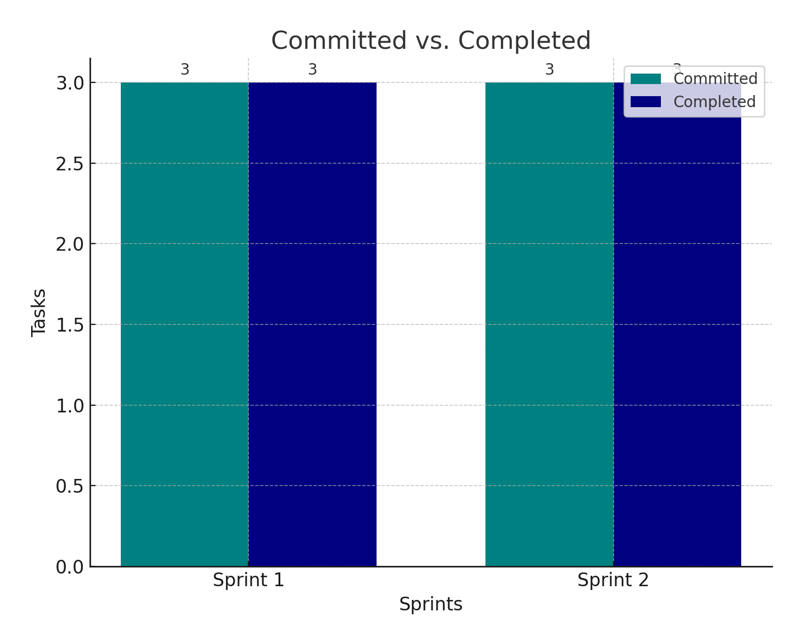 Committed vs. Completed
3 3 3 3
Committed
Completed
3.0
2.5
2.0
1.5
1.0
0.5
0.0
Tasks
Sprint 1 Sprint 2
Sprints